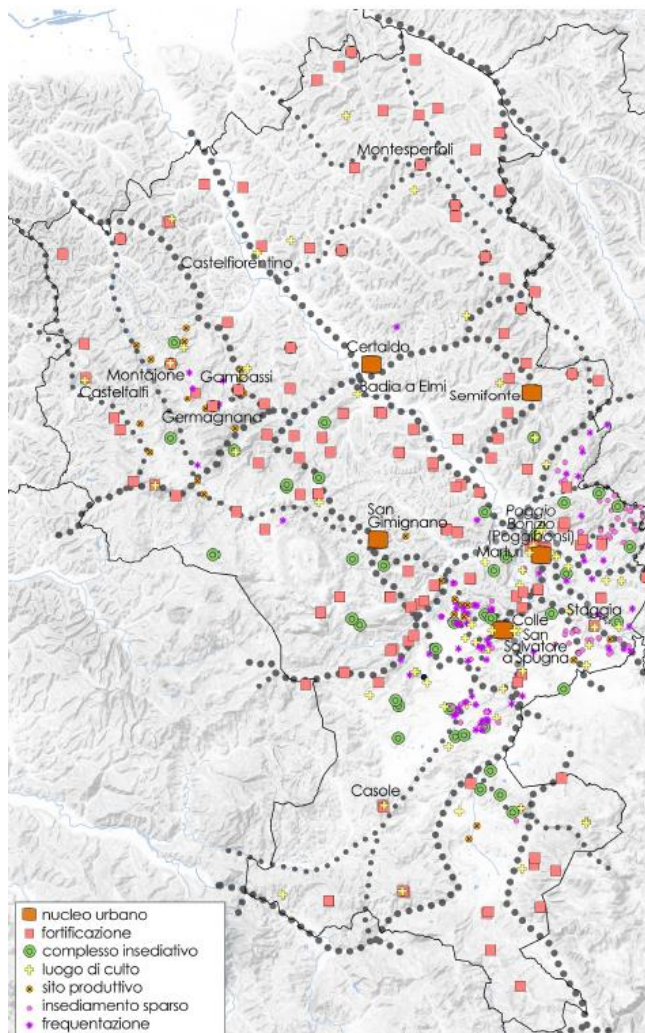 Montespertoli
Castelfiorentino
Certaldo
Montaione
Gambassi
Badia a Elmi
Castelfalfi
Semifonte
Germagnana
San
Gimignano
Poggio
Bonizio
(Poggibonsi)
Marturi
Staggia
Colle
San
Salvatore
a Spugna
Casole
nucleo urbano
fortificazione
complesso insediativo
luogo di culto
sito produttivo
insediamento sparso
frequentazione